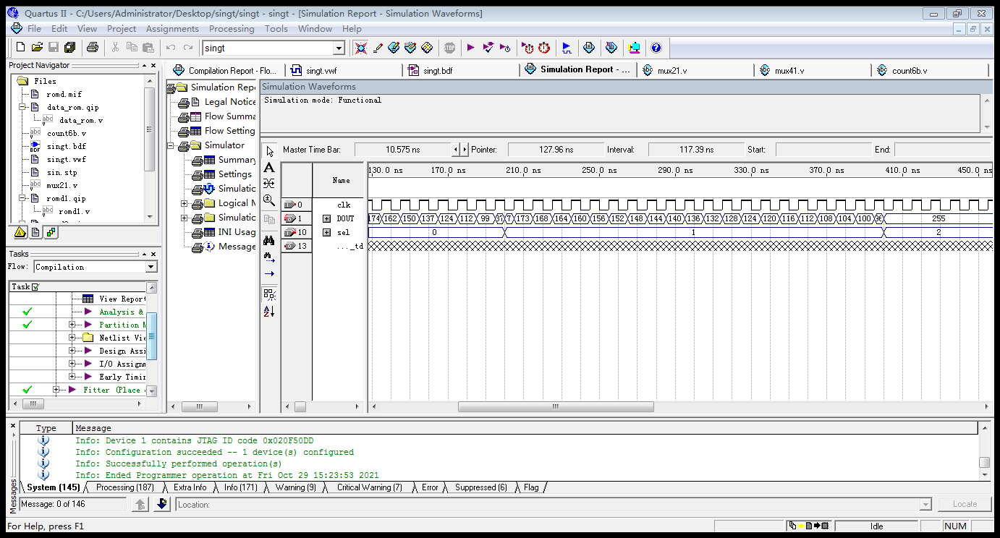 Quartus II - C:/Users/Administrator/Desktop/singt/singt - singt - [Simulation Report - Simulation Waveforms]
File Edit View Project Assignments Processing Tools Window Help
singt
STOP
Project Navigator
Files
romd.mif
data_rom.qip
data_rom.v
count6b.v
singt.bdf
singt.vwf
sin.stp
mux21.v
romd1.qip
romd1.v
Tasks
Flow: Compilation
Task
View Report
Analysis &
Partition M
Netlist Vie
Design Assi
I/O Assignm
Early Timin
Fitter (Place
Compilation Report - Flo...
singt.vwf
singt.bdf
Simulation Report - ...
mux21.v
mux41.v
count6b.v
Simulation Repo
Legal Notice
Flow Summa
Flow Setting
Simulator
Summary
Settings
Simulatio
Logical M
Simulatio
INI Usag
Message
Simulation Waveforms
Simulation mode: Functional
Master Time Bar: 10.575 ns Pointer: 127.96 ns Interval: 117.39 ns Start: End:
Name
130.0 ns 170.0 ns 210.0 ns 250.0 ns 290.0 ns 330.0 ns 370.0 ns 410.0 ns 450.0 ns
0 clk
1 DOUT 174 162 150 137 124 112 99 173 168 164 160 156 152 148 144 140 136 132 128 124 120 116 112 108 104 100 255
10 sel 0 1 2
13 ..._td
Type Message
Info: Device 1 contains JTAG ID code 0x020F50DD
Info: Configuration succeeded -- 1 device(s) configured
Info: Successfully performed operation(s)
Info: Ended Programmer operation at Fri Oct 29 15:23:53 2021
System (145) Processing (187) Extra Info Info (171) Warning (9) Critical Warning (7) Error Suppressed (6) Flag
Messages
Message: 0 of 146
Location:
Locate
For Help, press F1
Idle
NUM